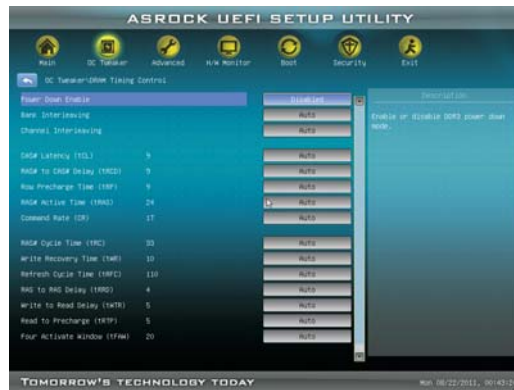 ASROCK UEFI SETUP UTILITY
Main OC Tweaker Advanced H/W Monitor Boot Security Exit
OC Tweaker\DRAM Timing Control
Description
Power Down Enable Disabled
Enable or disable DDR3 power down mode.
Bank Interleaving Auto
Channel Interleaving Auto
CAS# Latency (tCL) 9 Auto
RAS# to CAS# Delay (tRCD) 9 Auto
Row Precharge Time (tRP) 9 Auto
RAS# Active Time (tRAS) 24 Auto
Command Rate (CR) 1T Auto
RAS# Cycle Time (tRC) 33 Auto
Write Recovery Time (tWR) 10 Auto
Refresh Cycle Time (tRFC) 110 Auto
RAS to RAS Delay (tRRD) 4 Auto
Write to Read Delay (tWTR) 5 Auto
Read to Precharge (tRTP) 5 Auto
Four Activate Window (tFAW) 20 Auto
TOMORROW'S TECHNOLOGY TODAY
Mon 08/22/2011,